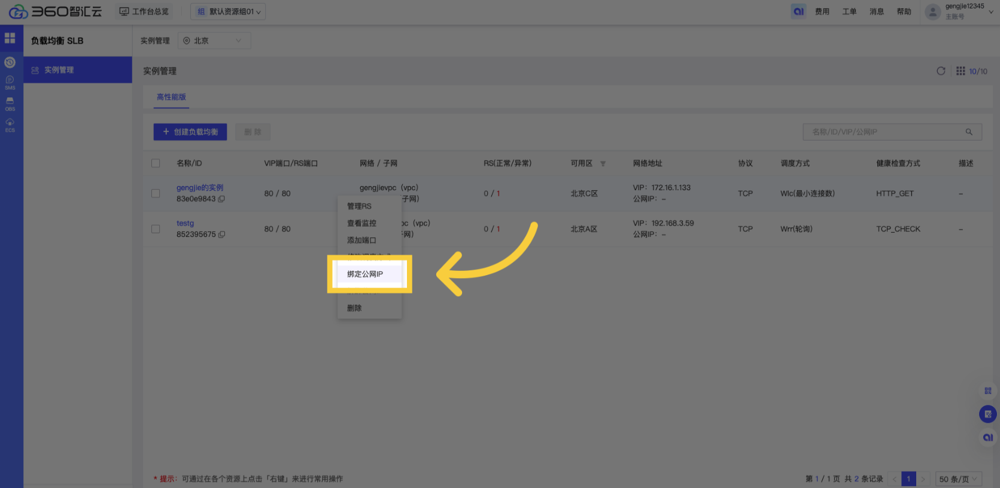 360智汇云
工作台总览
组 默认资源组01
费用 工单 消息 帮助
gengjie12345
主账号
负载均衡 SLB
实例管理
北京
实例管理
SMS
OBS
ECS
实例管理
10/10
高性能版
+ 创建负载均衡
删 除
名称/ID/VIP/公网IP
名称/ID VIP端口/RS端口 网络 / 子网 RS(正常/异常) 可用区 网络地址 协议 调度方式 健康检查方式 描述
gengjie的实例
83e0e9843
80 / 80
gengjievpc（vpc）
子网)
0 / 1
北京C区
VIP：172.16.1.133
公网IP：-
TCP
Wlc(最小连接数)
HTTP_GET
-
testg
852395675
80 / 80
pc（vpc）
网)
0 / 1
北京A区
VIP：192.168.3.59
公网IP：-
TCP
Wrr(轮询)
TCP_CHECK
-
管理RS
查看监控
添加端口
绑定公网IP
删除
* 提示：可通过在各个资源上点击「右键」来进行常用操作
第 1 / 1 页 共 2 条记录
< 1 >
50 条/页